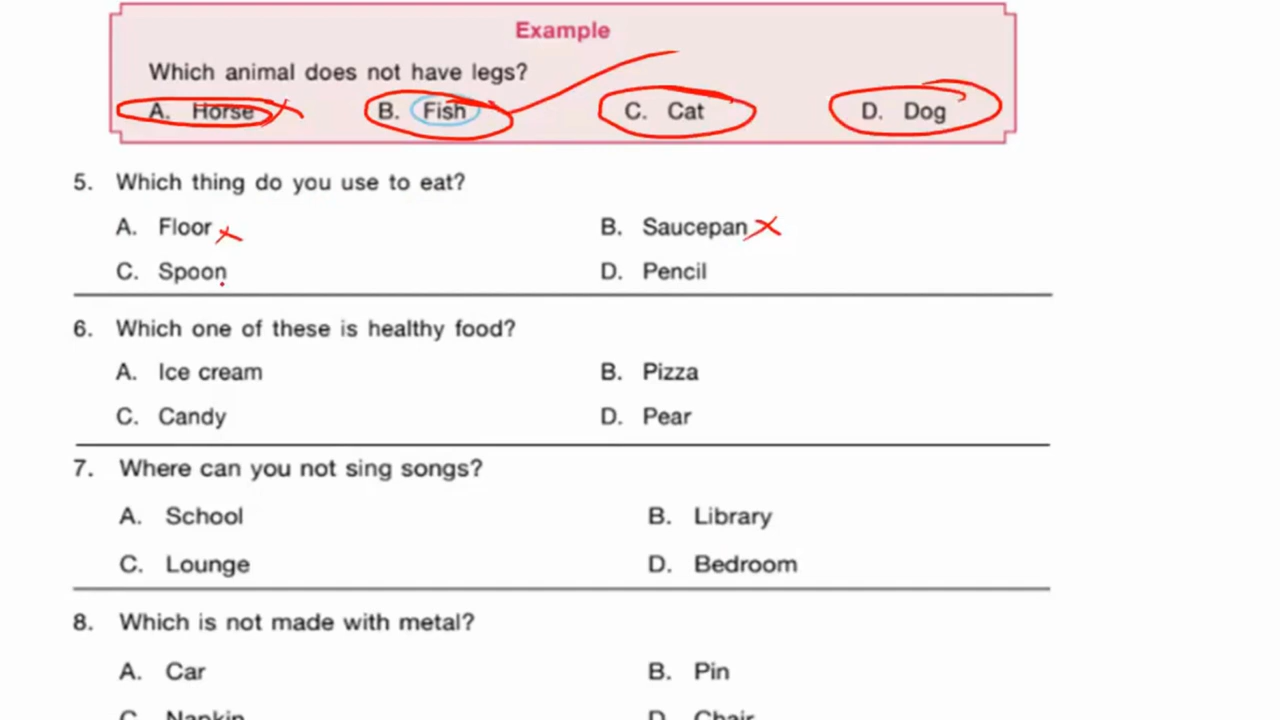 Example
Which animal does not have legs?
A. Horse B. Fish C. Cat D. Dog
5. Which thing do you use to eat?
A. Floor B. Saucepan
C. Spoon D. Pencil
6. Which one of these is healthy food?
A. Ice cream B. Pizza
C. Candy D. Pear
7. Where can you not sing songs?
A. School B. Library
C. Lounge D. Bedroom
8. Which is not made with metal?
A. Car B. Pin
C. Napkin D. Chair